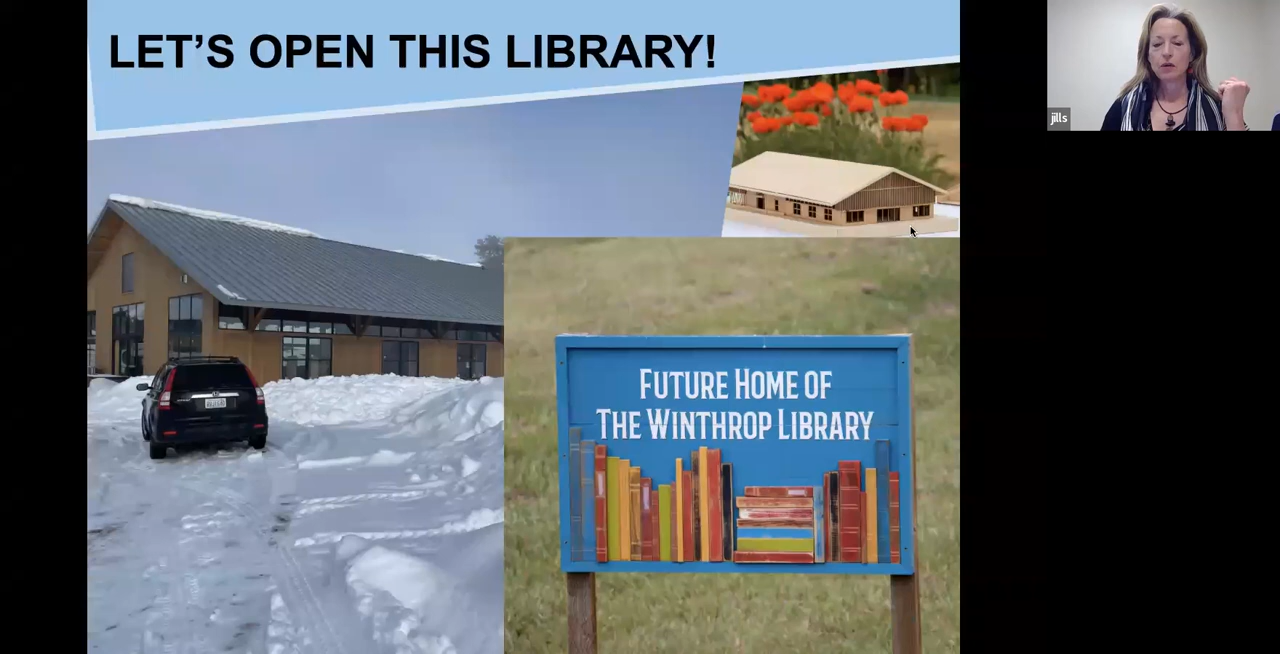 LET'S OPEN THIS LIBRARY!
jills
FUTURE HOME OF
THE WINTHROP LIBRARY